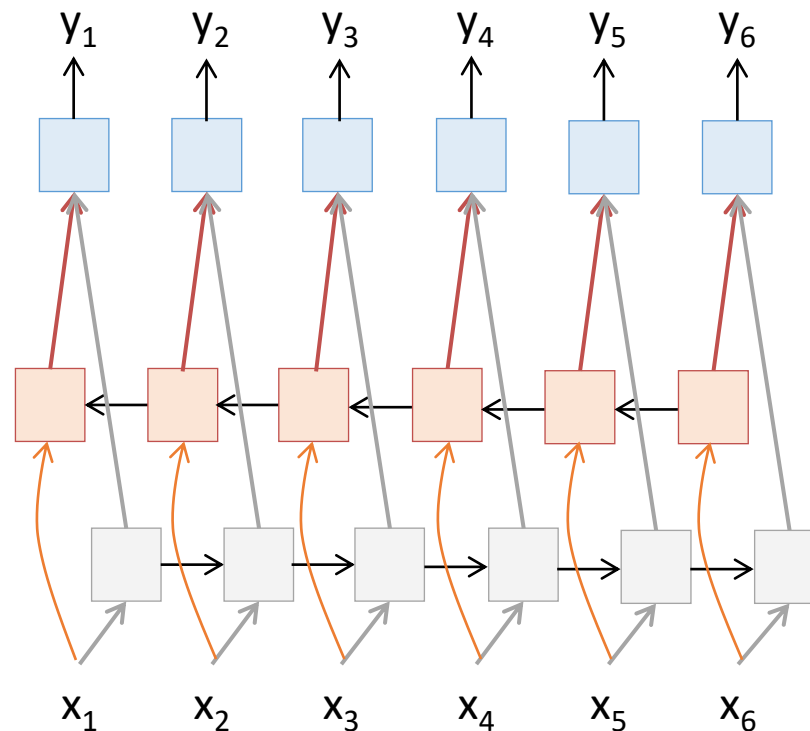 y₁ y₂ y₃ y₄ y₅ y₆
x₁ x₂ x₃ x₄ x₅ x₆